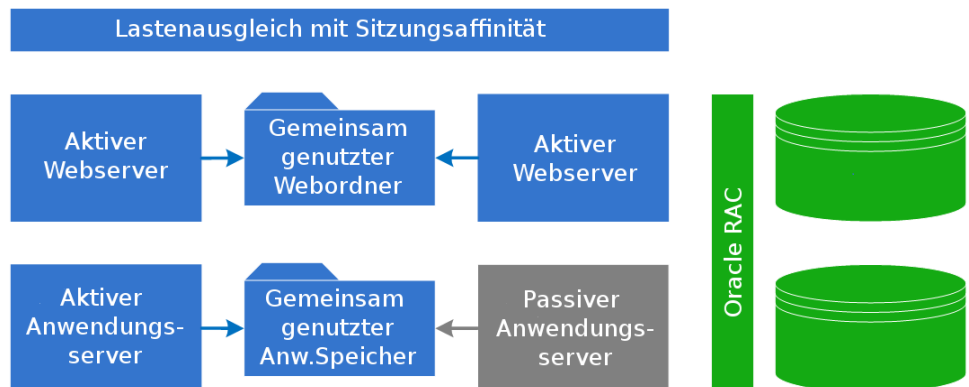 Lastenausgleich mit Sitzungsaffinität
Aktiver
Webserver
Gemeinsam
genutzter
Webordner
Aktiver
Webserver
Aktiver
Anwendungs-
server
Gemeinsam
genutzter
Anw.Speicher
Passiver
Anwendungs-
server
Oracle RAC